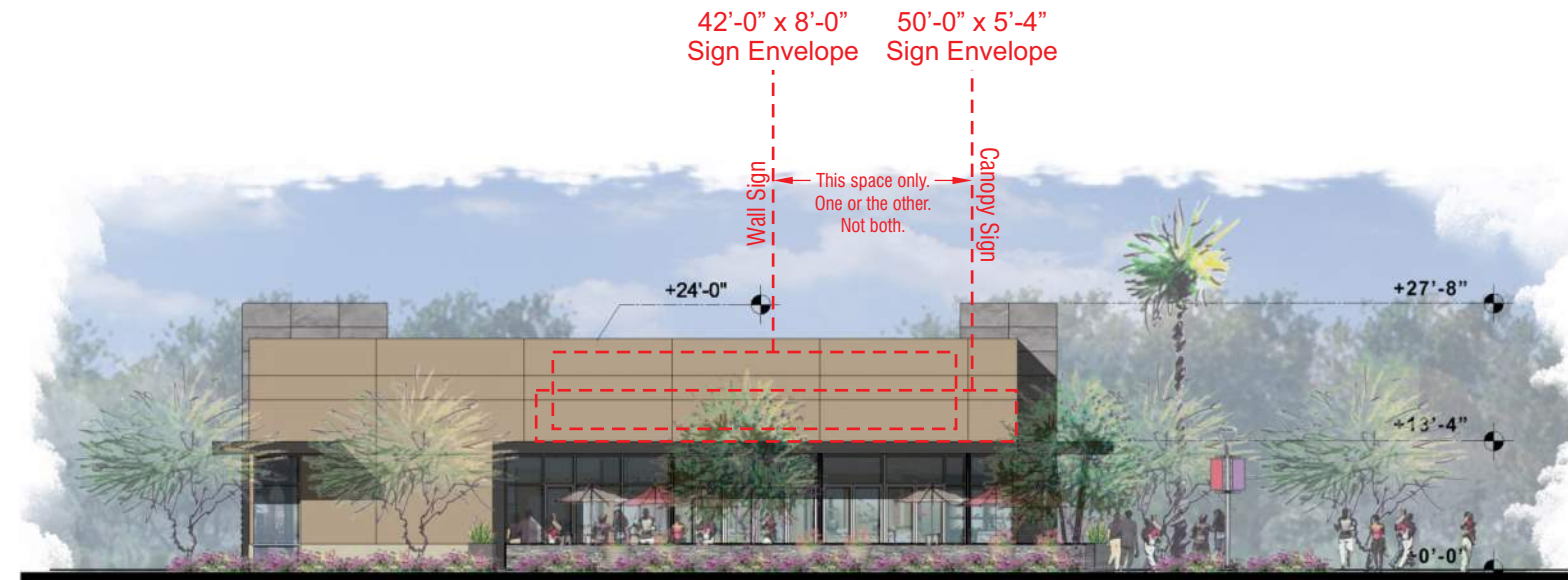 42’-0” x 8’-0”
Sign Envelope
50’-0” x 5’-4”
Sign Envelope
Wall Sign
This space only.
One or the other.
Not both.
Canopy Sign
+24'-0"
+27’-8”
+13’-4”
+0’-0”